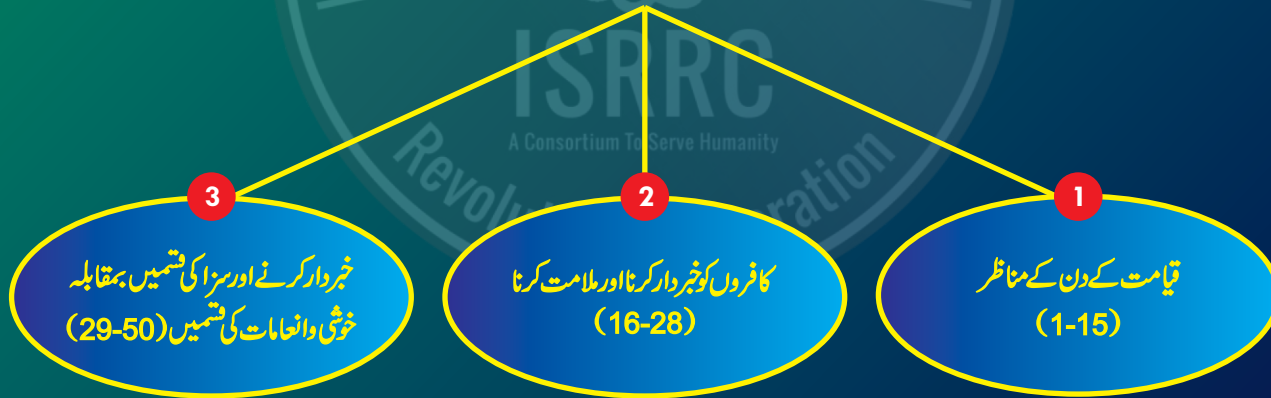 ISRRC
A Consortium To Serve Humanity
1
قیامت کے دن کے مناظر
(1-15)
2
کافروں کو خبردار کرنا اور ملامت کرنا
(16-28)
3
خبردار کرنے اور سزا کی قسمیں بمقابلہ
خوشی و انعامات کی قسمیں (29-50)